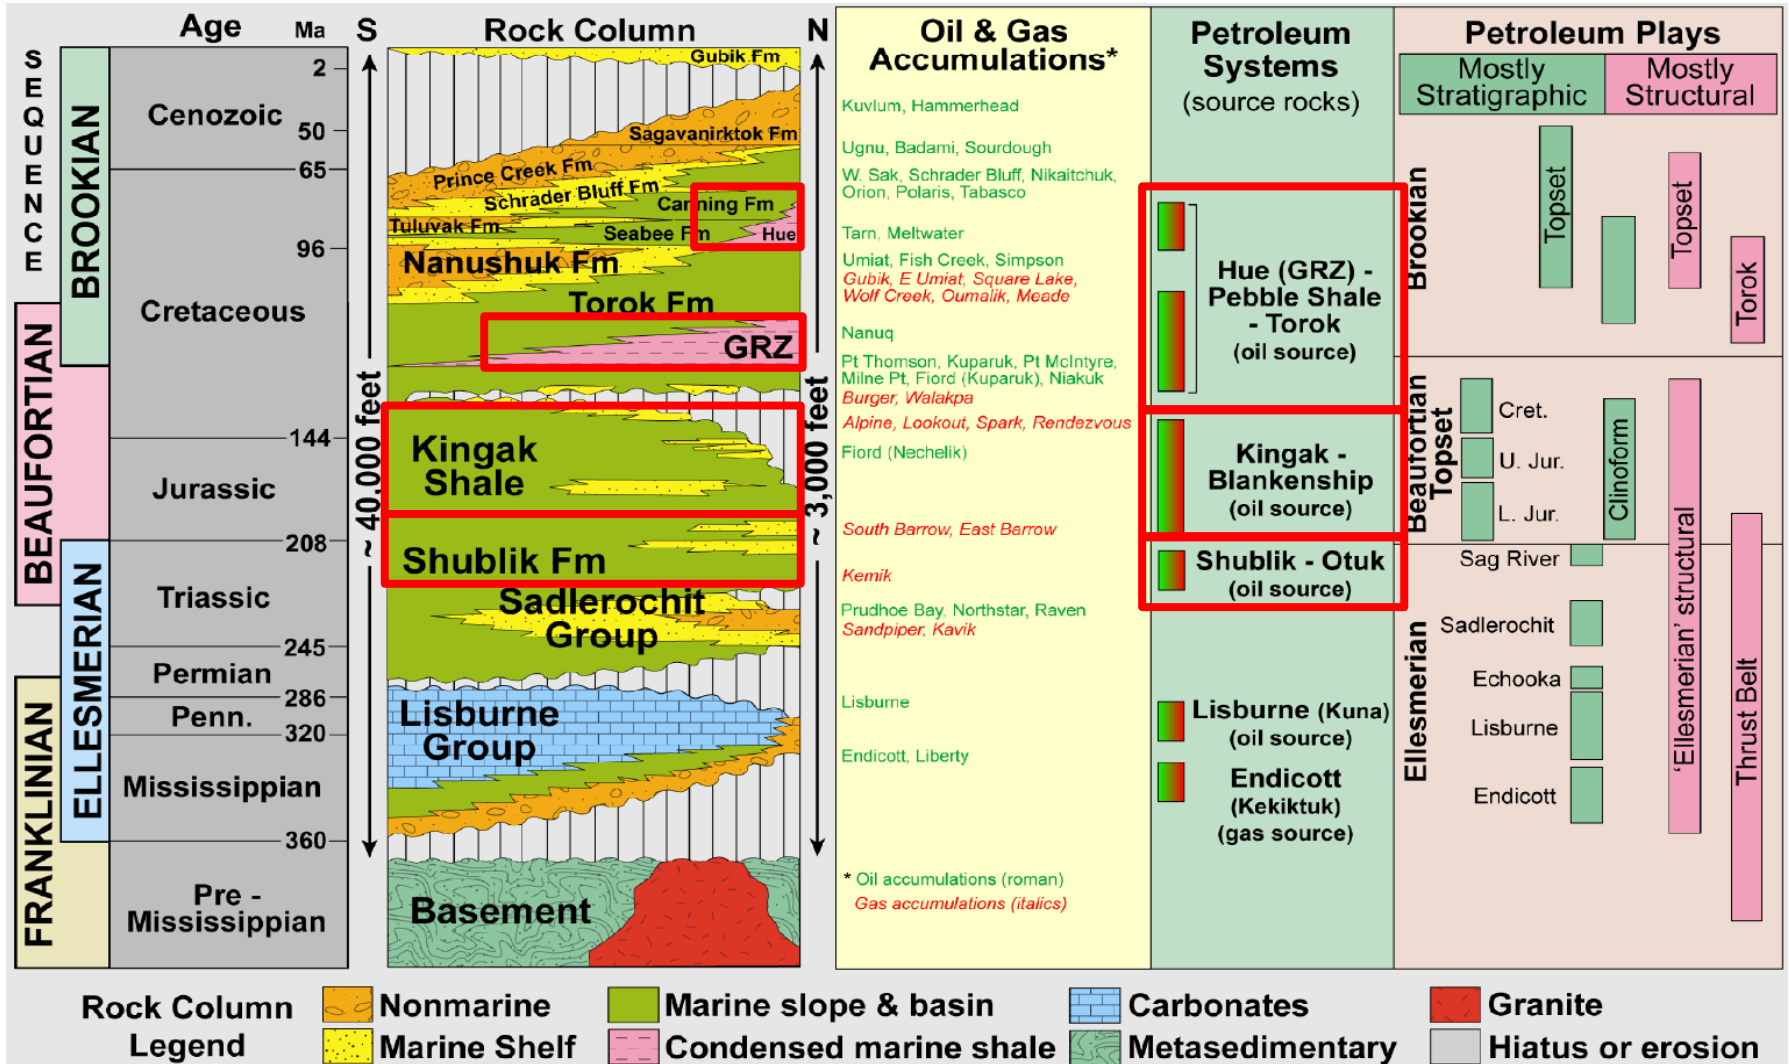 SEQUENCE
Age
Ma
S
Rock Column
N
Oil & Gas
Accumulations*
Petroleum
Systems
(source rocks)
Petroleum Plays
Mostly
Stratigraphic
Mostly
Structural
BROOKIAN
BEAUFORTIAN
ELLESMERIAN
FRANKLINIAN
Cenozoic
Cretaceous
Jurassic
Triassic
Permian
Penn.
Mississippian
Pre -
Mississippian
2
50
65
96
144
208
245
286
320
360
~ 40,000 feet
Gubik Fm
Sagavanirktok Fm
Prince Creek Fm
Schrader Bluff Fm
Canning Fm
Tuluvak Fm
Seabee Fm
Hue
Nanushuk Fm
Torok Fm
GRZ
Kingak
Shale
Shublik Fm
Sadlerochit
Group
Lisburne
Group
Basement
~ 3,000 feet
Kuvlum, Hammerhead
Ugnu, Badami, Sourdough
W. Sak, Schrader Bluff, Nikaitchuk,
Orion, Polaris, Tabasco
Tarn, Meltwater
Umiat, Fish Creek, Simpson
Gubik, E Umiat, Square Lake,
Wolf Creek, Oumalik, Meade
Nanuq
Pt Thomson, Kuparuk, Pt McIntyre,
Milne Pt, Fiord (Kuparuk), Niakuk
Burger, Walakpa
Alpine, Lookout, Spark, Rendezvous
Fiord (Nechelik)
South Barrow, East Barrow
Kemik
Prudhoe Bay, Northstar, Raven
Sandpiper, Kavik
Lisburne
Endicott, Liberty
* Oil accumulations (roman)
Gas accumulations (italics)
Hue (GRZ) -
Pebble Shale
- Torok
(oil source)
Kingak -
Blankenship
(oil source)
Shublik - Otuk
(oil source)
Lisburne (Kuna)
(oil source)
Endicott
(Kekiktuk)
(gas source)
Brookian
Topset
Topset
Torok
Beaufortian
Topset
Cret.
U. Jur.
L. Jur.
Clinoform
Ellesmerian
Sag River
Sadlerochit
Echooka
Lisburne
Endicott
'Ellesmerian' structural
Thrust Belt
Rock Column
Legend
Nonmarine
Marine slope & basin
Carbonates
Granite
Marine Shelf
Condensed marine shale
Metasedimentary
Hiatus or erosion